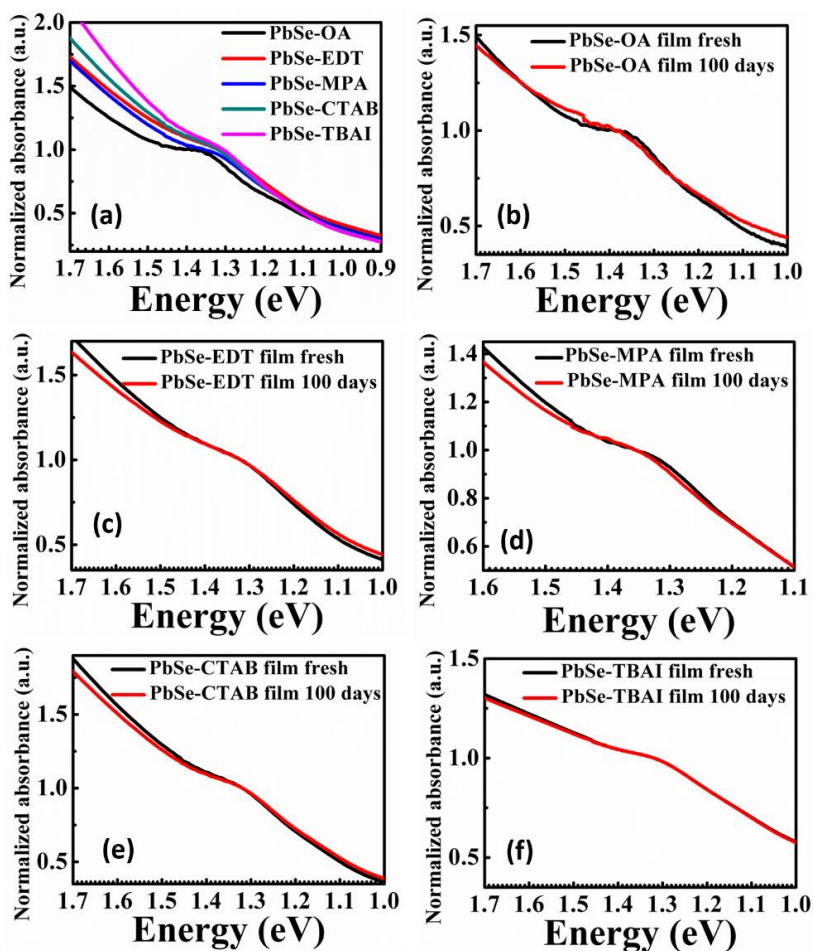 Normalized absorbance (a.u.)
2.0
1.5
1.0
0.5
PbSe-OA
PbSe-EDT
PbSe-MPA
PbSe-CTAB
PbSe-TBAI
(a)
1.7 1.6 1.5 1.4 1.3 1.2 1.1 1.0 0.9
Energy (eV)
Normalized absorbance (a.u.)
1.5
1.0
0.5
PbSe-OA film fresh
PbSe-OA film 100 days
(b)
1.7 1.6 1.5 1.4 1.3 1.2 1.1 1.0
Energy (eV)
Normalized absorbance (a.u.)
1.5
1.0
0.5
PbSe-EDT film fresh
PbSe-EDT film 100 days
(c)
1.7 1.6 1.5 1.4 1.3 1.2 1.1 1.0
Energy (eV)
Normalized absorbance (a.u.)
1.4
1.2
1.0
0.8
0.6
PbSe-MPA film fresh
PbSe-MPA film 100 days
(d)
1.6 1.5 1.4 1.3 1.2 1.1
Energy (eV)
Normalized absorbance (a.u.)
1.5
1.0
0.5
PbSe-CTAB film fresh
PbSe-CTAB film 100 days
(e)
1.7 1.6 1.5 1.4 1.3 1.2 1.1 1.0
Energy (eV)
Normalized absorbance (a.u.)
1.5
1.0
0.5
PbSe-TBAI film fresh
PbSe-TBAI film 100 days
(f)
1.7 1.6 1.5 1.4 1.3 1.2 1.1 1.0
Energy (eV)